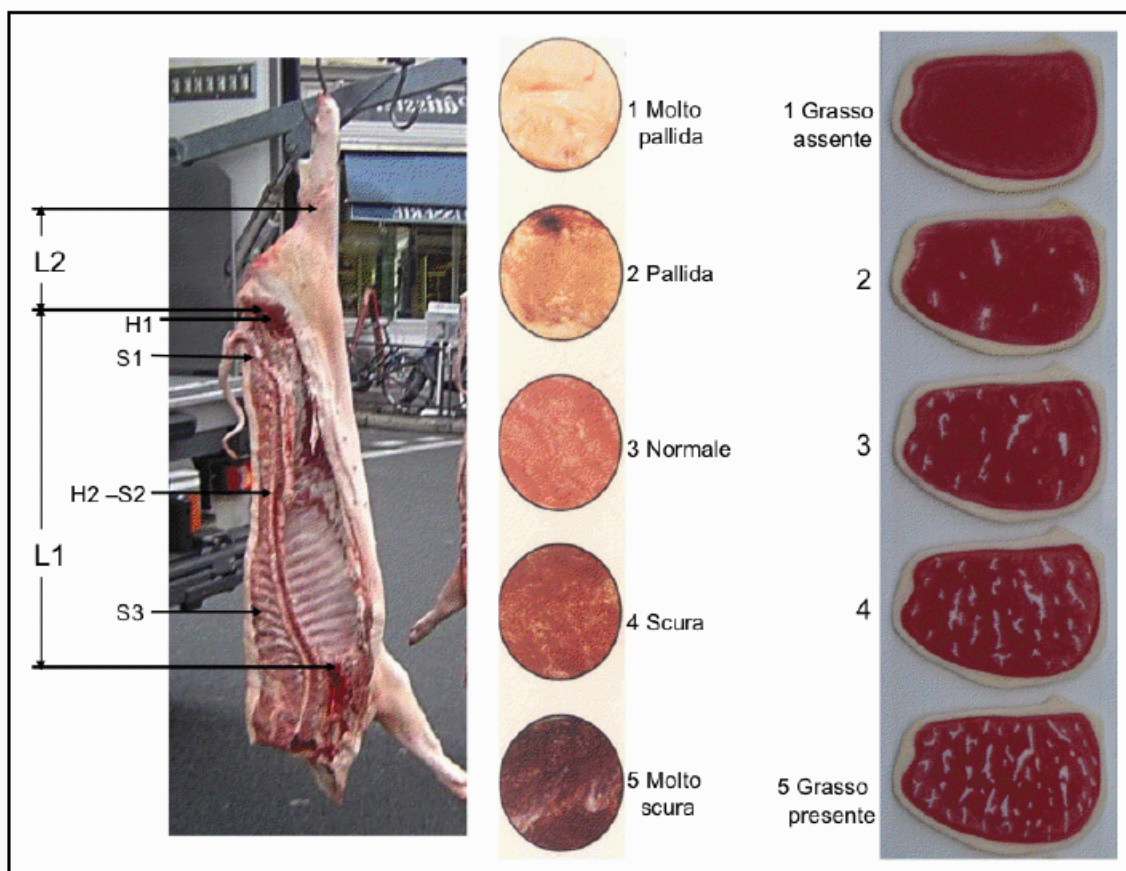 L2
H1
S1
H2 –S2
L1
S3
1 Molto
pallida
2 Pallida
3 Normale
4 Scura
5 Molto
scura
1 Grasso
assente
2
3
4
5 Grasso
presente